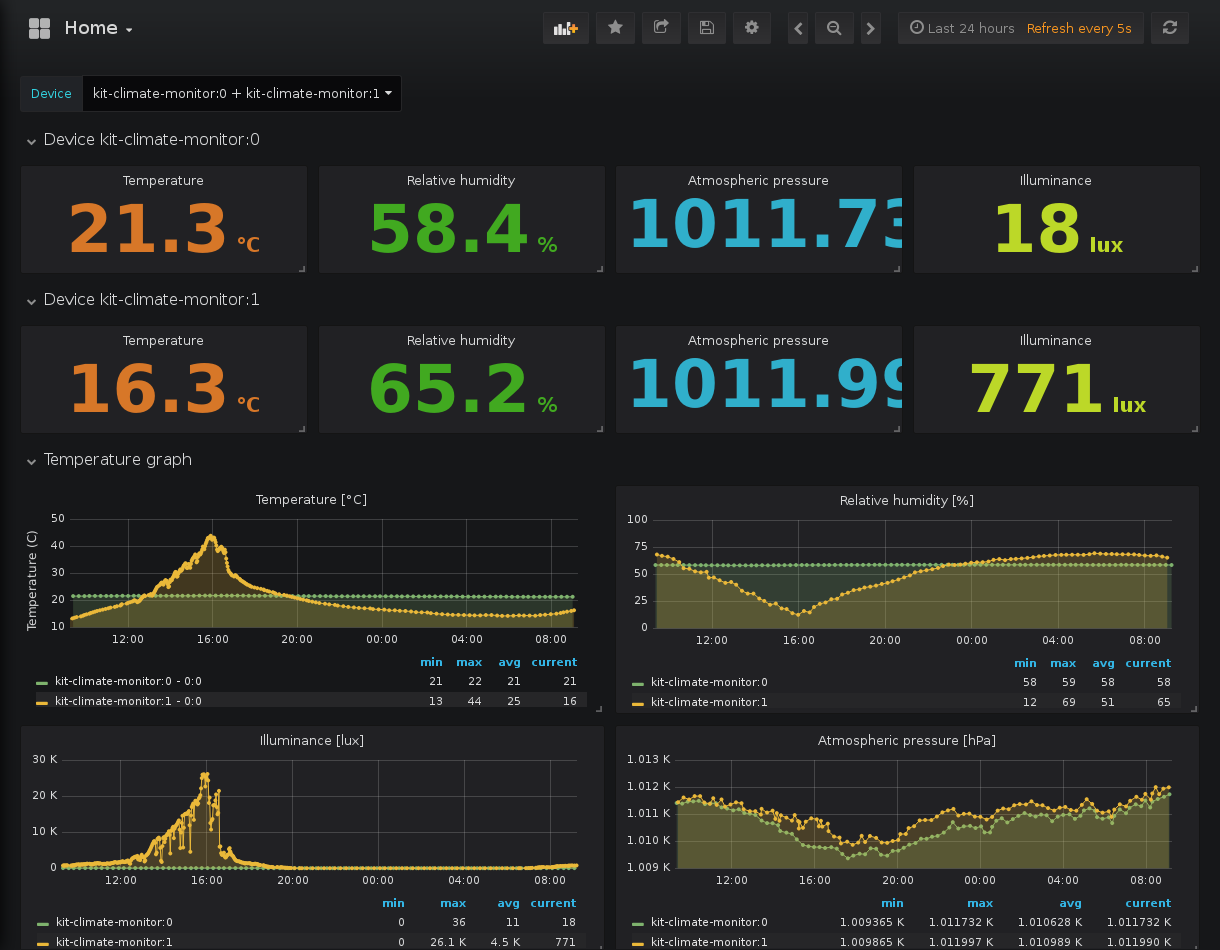 Home
Last 24 hours Refresh every 5s
Device kit-climate-monitor:0 + kit-climate-monitor:1
Device kit-climate-monitor:0
Temperature Relative humidity Atmospheric pressure Illuminance
21.3 °C 58.4 % 1011.73 18 lux
Device kit-climate-monitor:1
Temperature Relative humidity Atmospheric pressure Illuminance
16.3 °C 65.2 % 1011.99 771 lux
Temperature graph
Temperature [°C]
Temperature (C)
50
40
30
20
10
12:00 16:00 20:00 00:00 04:00 08:00
min max avg current
kit-climate-monitor:0 - 0:0 21 22 21 21
kit-climate-monitor:1 - 0:0 13 44 25 16
Relative humidity [%]
100
75
50
25
0
12:00 16:00 20:00 00:00 04:00 08:00
min max avg current
kit-climate-monitor:0 58 59 58 58
kit-climate-monitor:1 12 69 51 65
Illuminance [lux]
30 K
20 K
10 K
0
12:00 16:00 20:00 00:00 04:00 08:00
min max avg current
kit-climate-monitor:0 0 36 11 18
kit-climate-monitor:1 0 26.1 K 4.5 K 771
Atmospheric pressure [hPa]
1.013 K
1.012 K
1.011 K
1.010 K
1.009 K
12:00 16:00 20:00 00:00 04:00 08:00
min max avg current
kit-climate-monitor:0 1.009365 K 1.011732 K 1.010628 K 1.011732 K
kit-climate-monitor:1 1.009865 K 1.011997 K 1.010989 K 1.011990 K